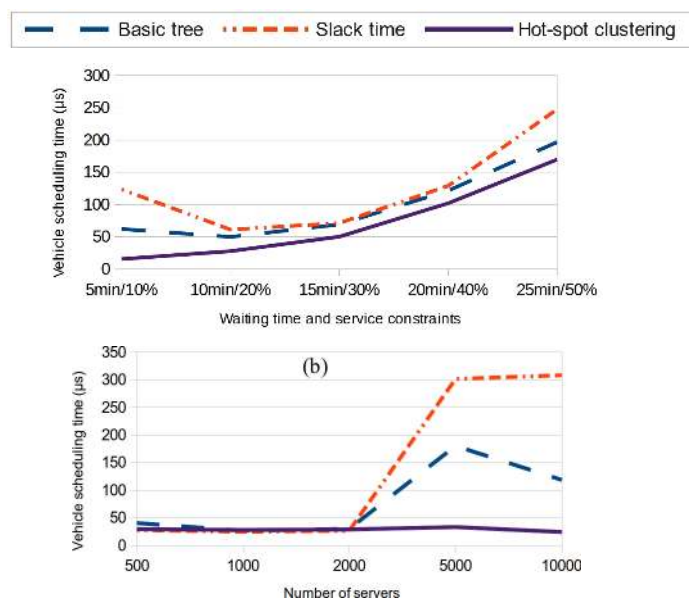 Basic tree Slack time Hot-spot clustering
Vehicle scheduling time (µs)
300
250
200
150
100
50
0
5min/10% 10min/20% 15min/30% 20min/40% 25min/50%
Waiting time and service constraints
(b)
Vehicle scheduling time (µs)
350
300
250
200
150
100
50
0
500 1000 2000 5000 10000
Number of servers